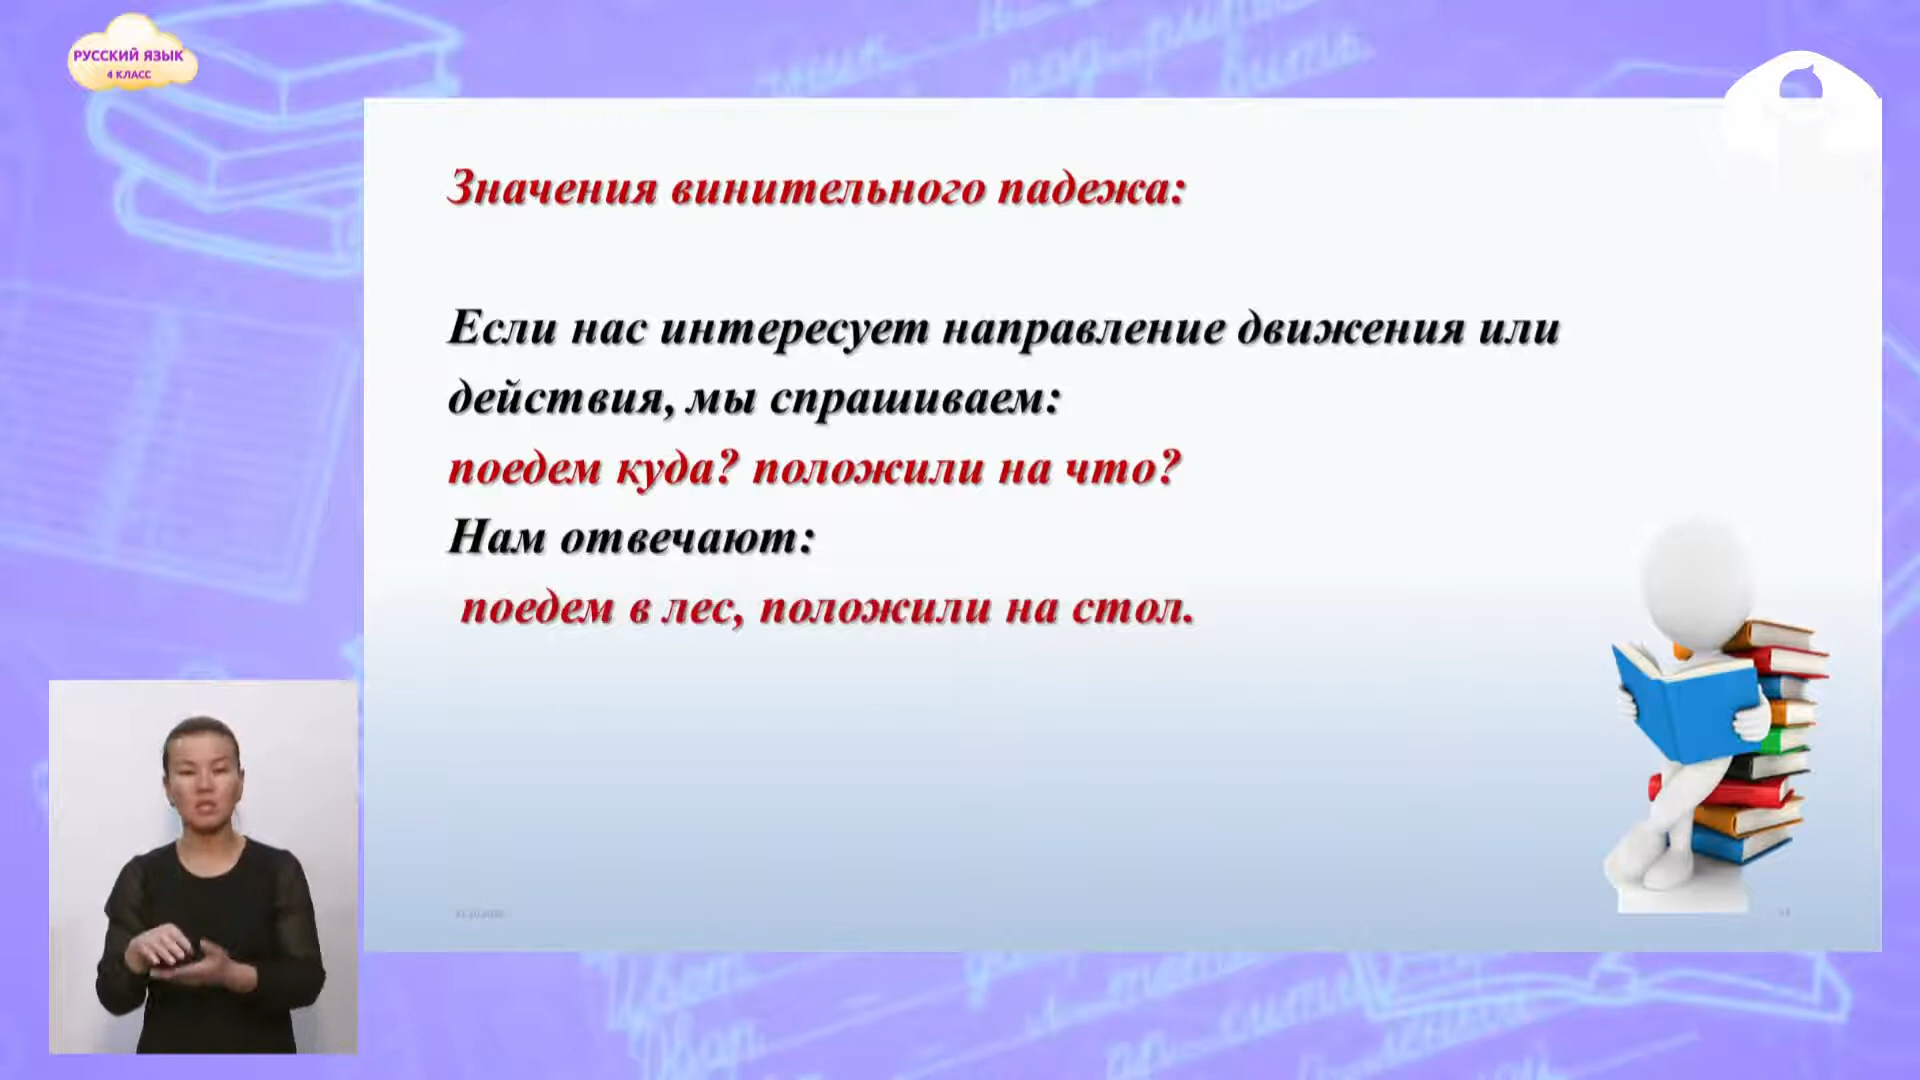 РУССКИЙ ЯЗЫК
4 КЛАСС
Значения винительного падежа:
Если нас интересует направление движения или
действия, мы спрашиваем:
поедем куда? положили на что?
Нам отвечают:
поедем в лес, положили на стол.